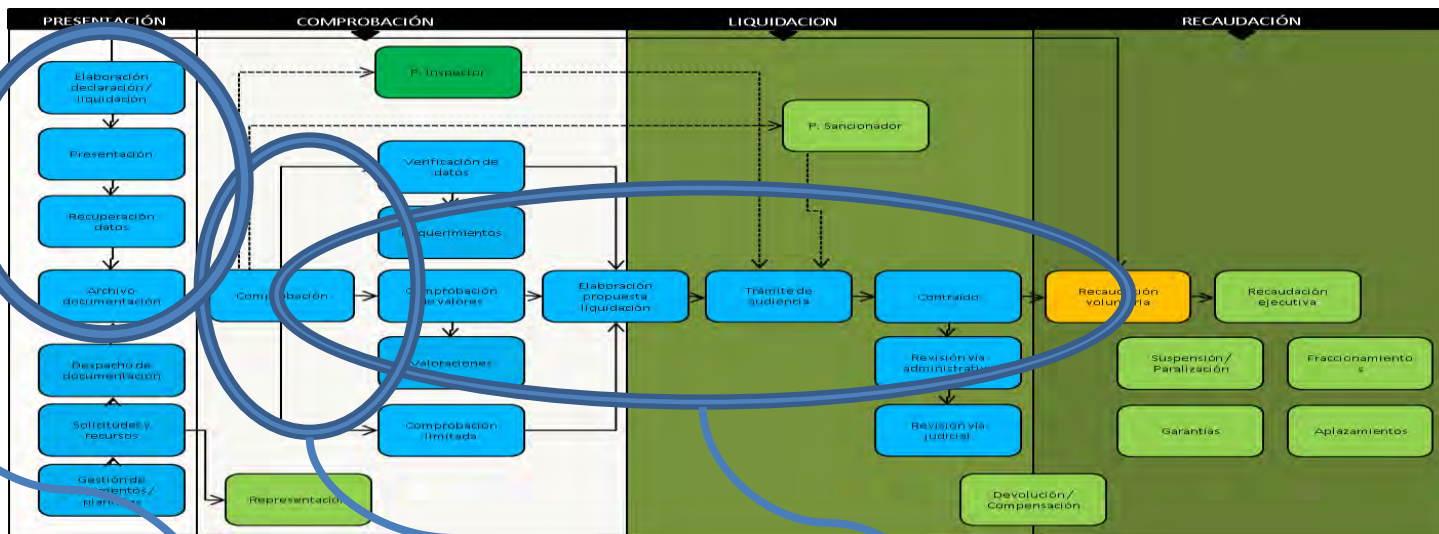 PRESENTACIÓN
COMPROBACIÓN
LIQUIDACION
RECAUDACIÓN
Elaboración
declaración /
liquidación
Presentación
Recuperación
datos
Archivo
documentación
Despacho de
documentación
Solicitudes y
recursos
Gestión de
P. Inspector
Verificación de
datos
Requerimientos
Comprobación
Comprobación
de valores
Valoraciones
Comprobación
limitada
Representación
Elaboración
propuesta
liquidación
P. Sancionador
Trámite de
audiencia
Contraído
Revisión vía
administrativa
Revisión vía
judicial
Devolución /
Compensación
Recaudación
voluntaria
Recaudación
ejecutiva
Suspensión /
Paralización
Fraccionamiento
s
Garantías
Aplazamientos